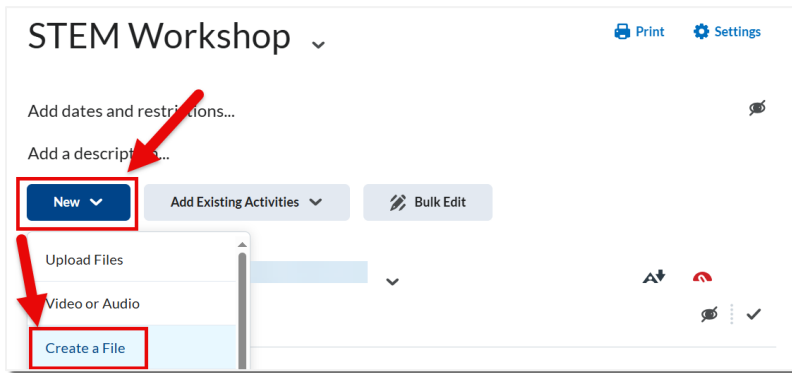 STEM Workshop
Print
Settings
Add dates and restrictions...
Add a description...
New
Add Existing Activities
Bulk Edit
Upload Files
Video or Audio
Create a File